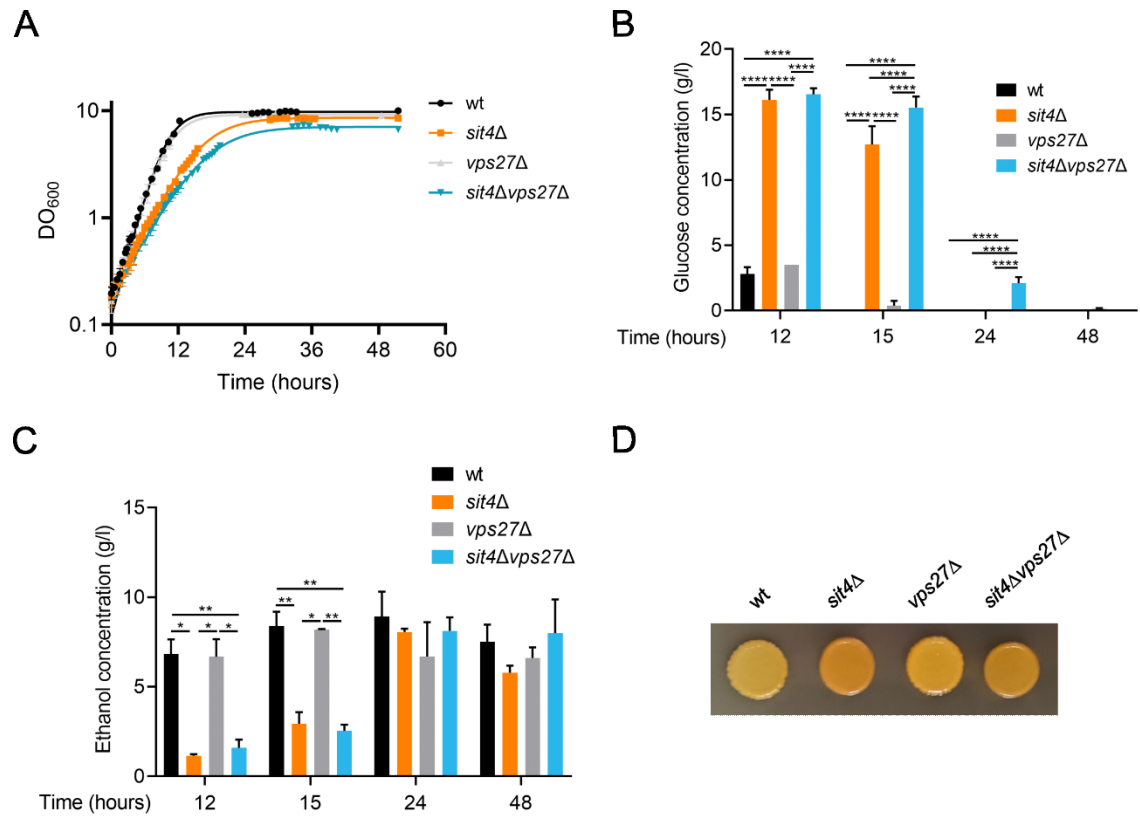 A
DO600
10
1
0.1
0
12
24
36
48
60
Time (hours)
wt
sit4Δ
vps27Δ
sit4Δvps27Δ
B
Glucose concentration (g/l)
20
15
10
5
0
**** **** **** ****
**** **** **** **** ****
**** **** ****
Time (hours)
12
15
24
48
wt
sit4Δ
vps27Δ
sit4Δvps27Δ
C
wt
sit4Δ
vps27Δ
sit4Δvps27Δ
Ethanol concentration (g/l)
15
10
5
0
**
* * *
**
** * **
Time (hours)
12
15
24
48
D
wt
sit4Δ
vps27Δ
sit4Δvps27Δ